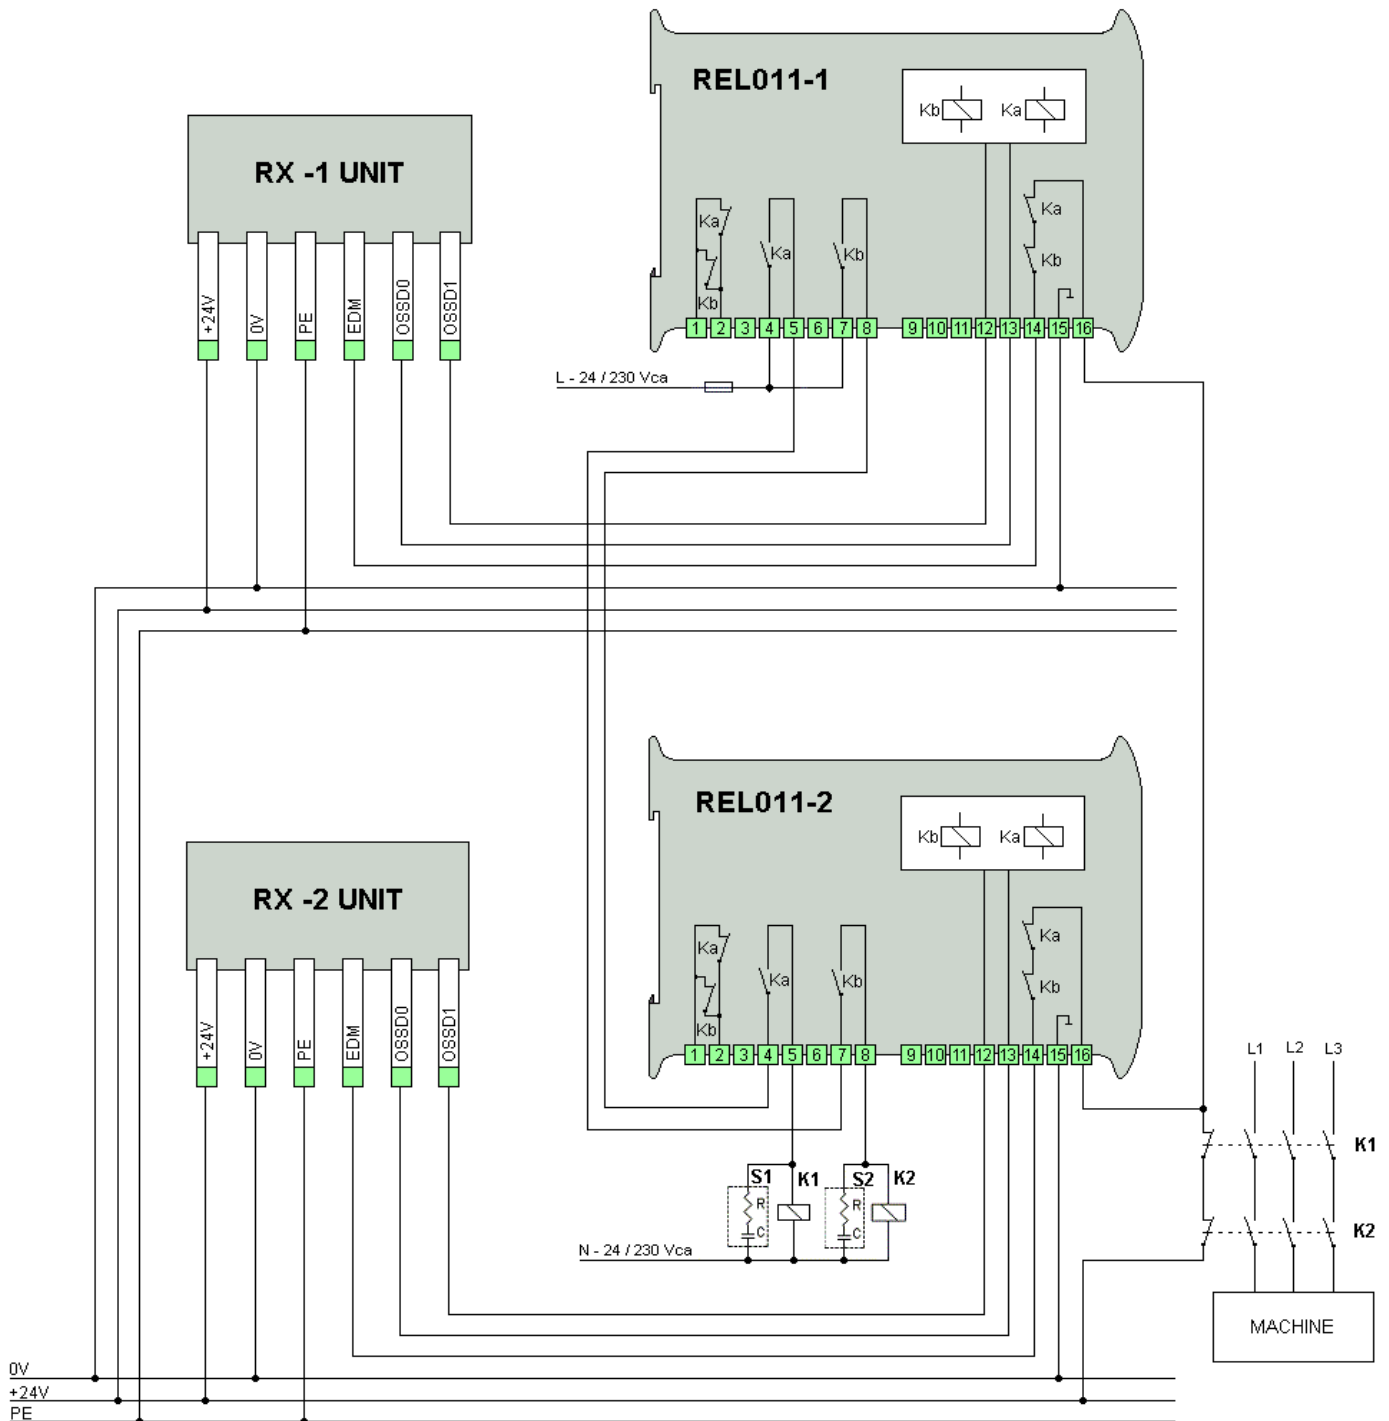 REL011-1
Kb
Ka
RX -1 UNIT
Ka
Kb
Ka
Kb
Ka
Kb
+24V
0V
PE
EDM
OSSD0
OSSD1
1 2 3 4 5 6 7 8 9 10 11 12 13 14 15 16
L - 24 / 230 Vca
REL011-2
Kb
Ka
RX -2 UNIT
Ka
Kb
Ka
Kb
Ka
Kb
+24V
0V
PE
EDM
OSSD0
OSSD1
1 2 3 4 5 6 7 8 9 10 11 12 13 14 15 16
L1 L2 L3
K1
S1 K1 S2 K2
R
C
R
C
K2
N - 24 / 230 Vca
MACHINE
0V
+24V
PE